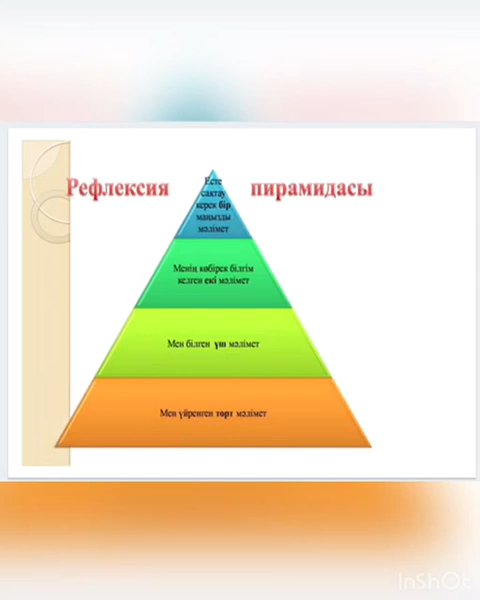 Рефлексия пирамидасы
Есте
сақтау
керек бір
маңызды
мәлімет
Менің көбірек білгім
келген екі мәлімет
Мен білген үш мәлімет
Мен үйренген төрт мәлімет
InShOt